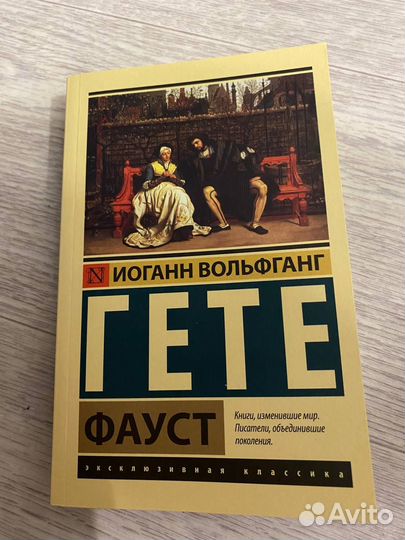 N ИОГАНН ВОЛЬФГАНГ
ГЕТЕ
ФАУСТ
Книги, изменившие мир.
Писатели, объединившие
поколения.
эксклюзивная классика
Avito